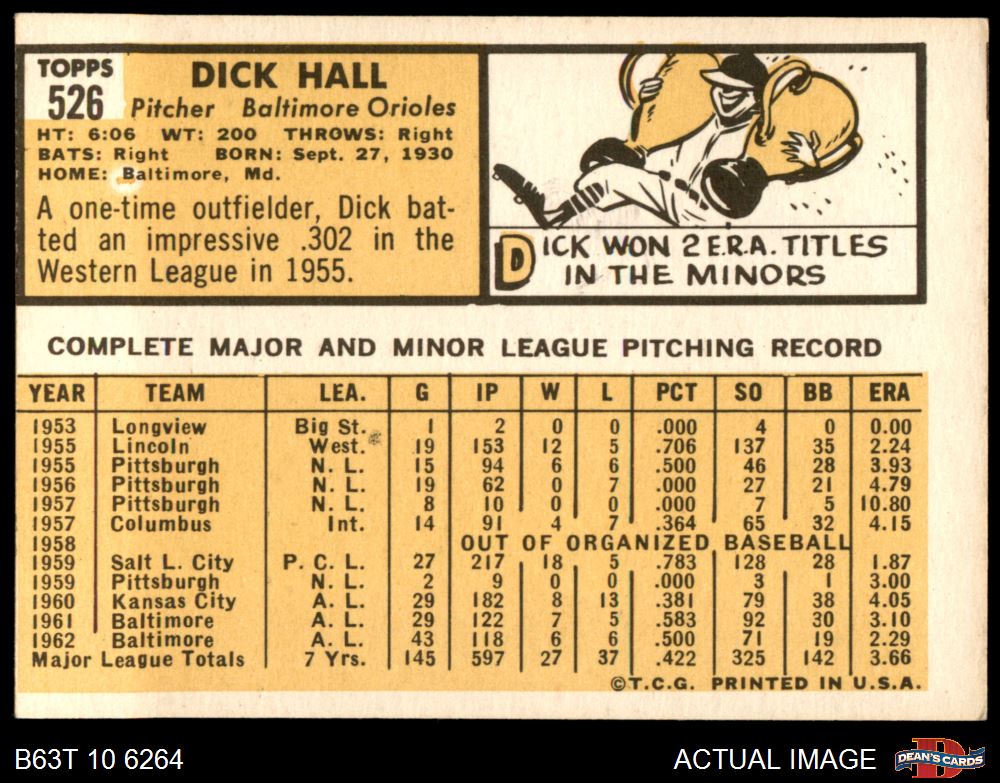 TOPPS
526
DICK HALL
Pitcher Baltimore Orioles
HT: 6:06 WT: 200 THROWS: Right
BATS: Right BORN: Sept. 27, 1930
HOME: Baltimore, Md.
A one-time outfielder, Dick bat-
ted an impressive .302 in the
Western League in 1955.
DICK WON 2 E.R.A. TITLES
IN THE MINORS
COMPLETE MAJOR AND MINOR LEAGUE PITCHING RECORD
YEAR TEAM LEA. G IP W L PCT SO BB ERA
1953 Longview Big St. 1 2 0 0 .000 4 0 0.00
1955 Lincoln West. 19 153 12 5 .706 137 35 2.24
1955 Pittsburgh N. L. 15 94 6 6 .500 46 28 3.93
1956 Pittsburgh N. L. 19 62 0 7 .000 27 21 4.79
1957 Pittsburgh N. L. 8 10 0 0 .000 7 5 10.80
1957 Columbus Int. 14 91 4 7 .364 65 32 4.15
1958 OUT OF ORGANIZED BASEBALL
1959 Salt L. City P. C. L. 27 217 18 5 .783 128 28 1.87
1959 Pittsburgh N. L. 2 9 0 0 .000 3 1 3.00
1960 Kansas City A. L. 29 182 8 13 .381 79 38 4.05
1961 Baltimore A. L. 29 122 7 5 .583 92 30 3.10
1962 Baltimore A. L. 43 118 6 6 .500 71 19 2.29
Major League Totals 7 Yrs. 145 597 27 37 .422 325 142 3.66
©T.C.G. PRINTED IN U.S.A.
B63T 10 6264
ACTUAL IMAGE
DEAN'S CARDS